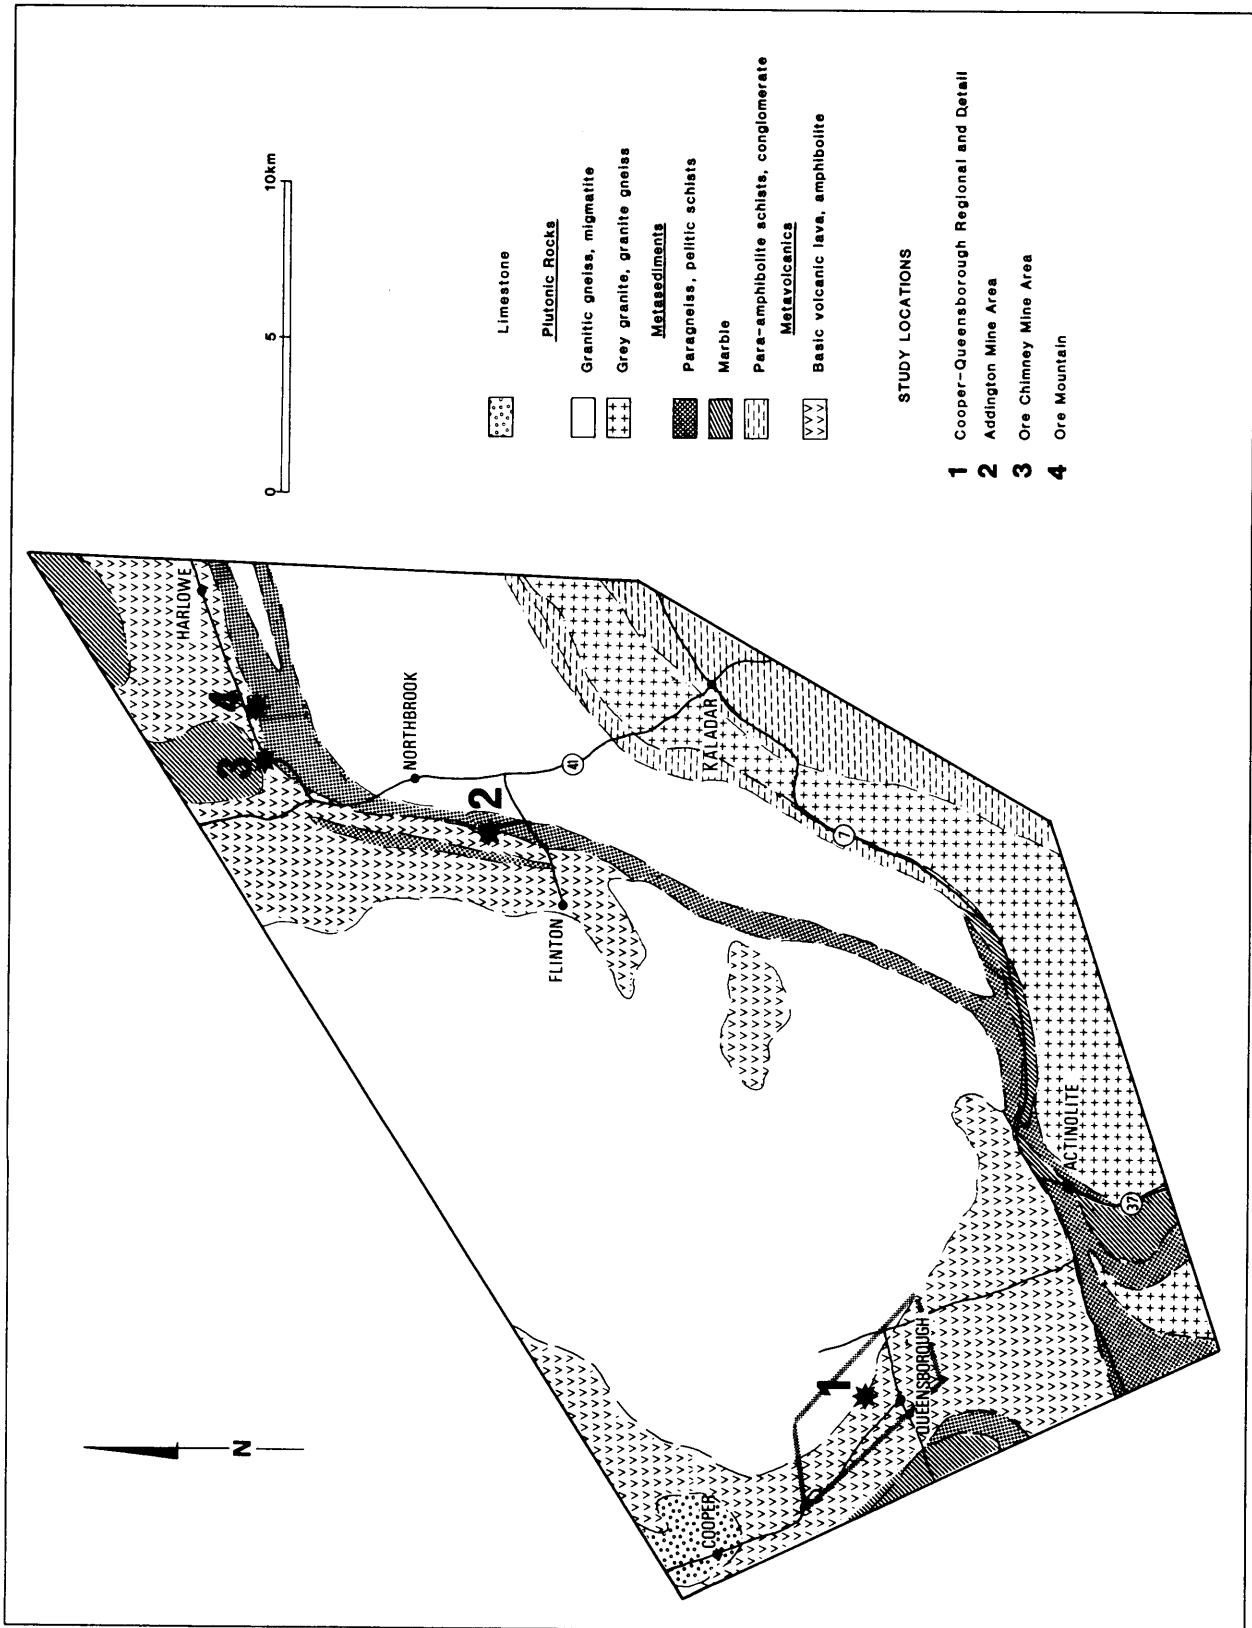 HARLOWE
4
3
NORTHBROOK
2
41
FLINTON
KALADAR
7
ACTINOLITE
37
1
QUEENSBOROUGH
COOPER
N
0
5
10km
Limestone
Plutonic Rocks
Granitic gneiss, migmatite
Grey granite, granite gneiss
Metasediments
Paragneiss, pelitic schists
Marble
Para-amphibolite schists, conglomerate
Metavolcanics
Basic volcanic lava, amphibolite
STUDY LOCATIONS
1 Cooper-Queensborough Regional and Detail
2 Addington Mine Area
3 Ore Chimney Mine Area
4 Ore Mountain